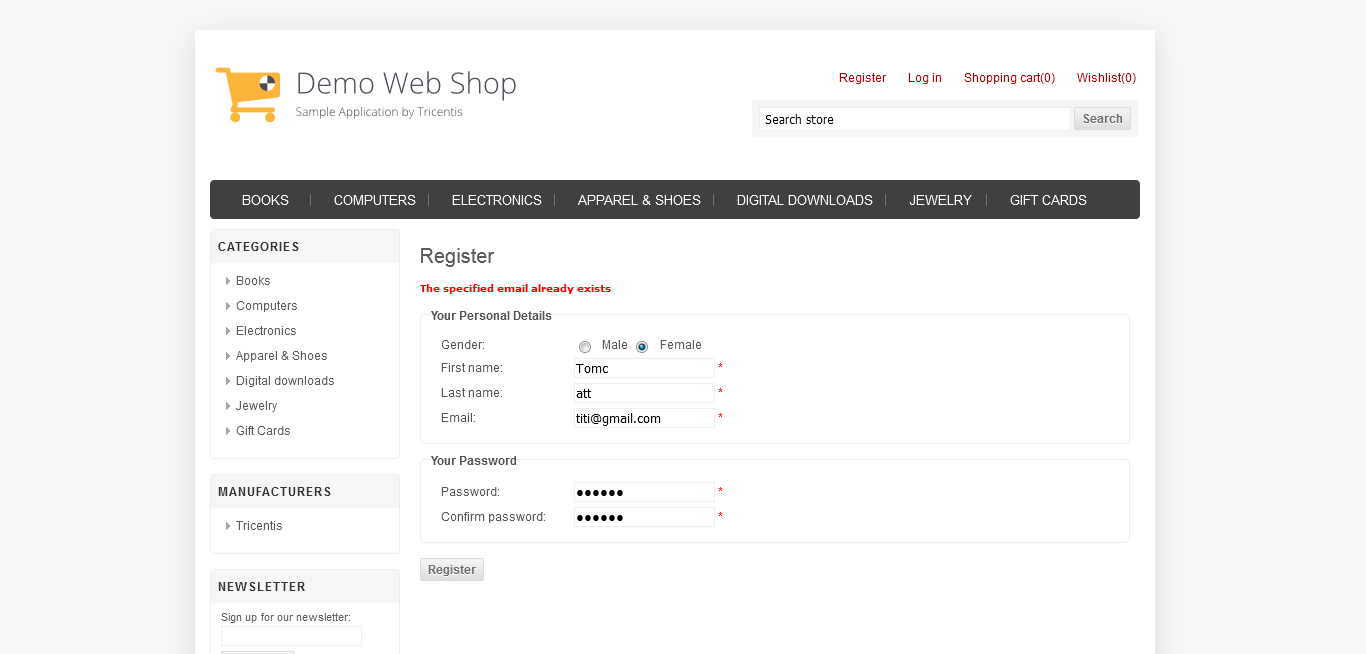 Demo Web Shop
Sample Application by Tricentis
Register Log in Shopping cart(0) Wishlist(0)
Search store Search
BOOKS COMPUTERS ELECTRONICS APPAREL & SHOES DIGITAL DOWNLOADS JEWELRY GIFT CARDS
CATEGORIES
Books
Computers
Electronics
Apparel & Shoes
Digital downloads
Jewelry
Gift Cards
MANUFACTURERS
Tricentis
NEWSLETTER
Sign up for our newsletter:
Register
The specified email already exists
Your Personal Details
Gender: Male Female
First name: Tomc *
Last name: att *
Email: titi@gmail.com *
Your Password
Password: ●●●●●● *
Confirm password: ●●●●●● *
Register